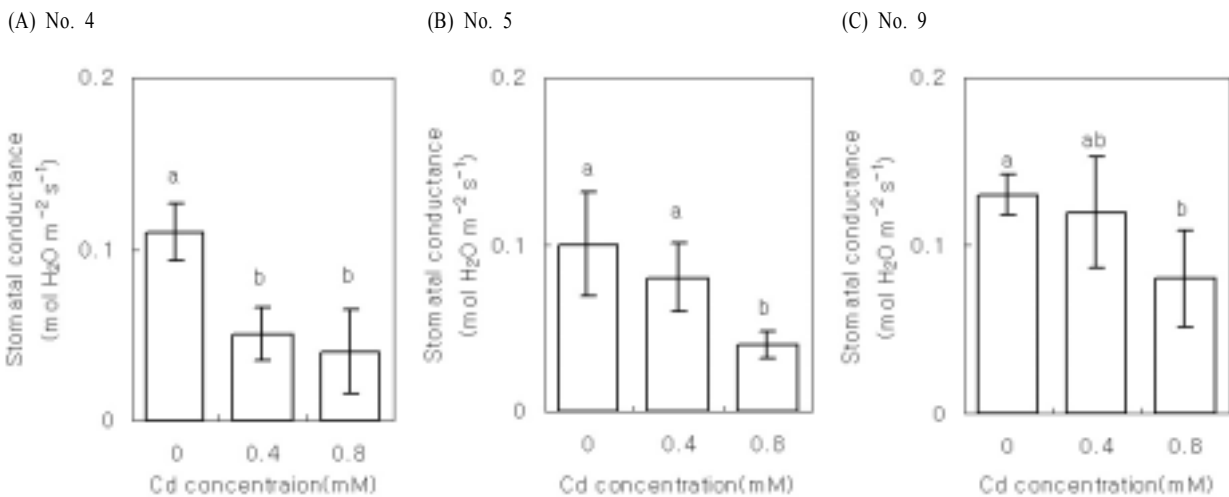 (A) No. 4
0.2
0.1
0
Stomatal conductance
(mol H₂O m⁻² s⁻¹)
a
b
b
0 0.4 0.8
Cd concentraion(mM)
(B) No. 5
0.2
0.1
0
Stomatal conductance
(mol H₂O m⁻² s⁻¹)
a
a
b
0 0.4 0.8
Cd concentration(mM)
(C) No. 9
0.2
0.1
0
Stomatal conductance
(mol H₂O m⁻² s⁻¹)
a
ab
b
0 0.4 0.8
Cd concentration(mM)